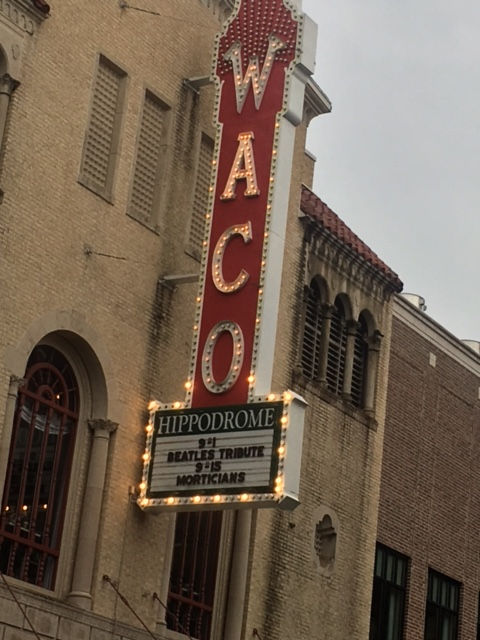 WACO
HIPPODROME
9-1
BEATLES TRIBUTE
9-15
MORTICIANS